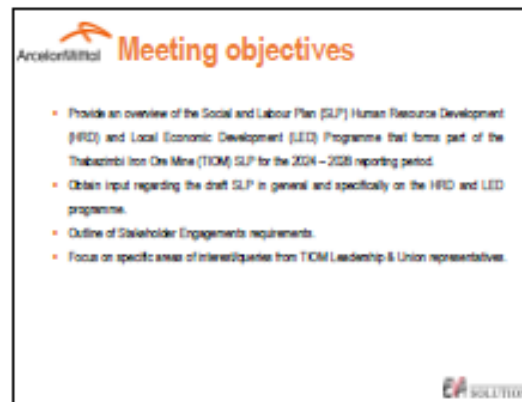 ArcelorMittal
Meeting objectives
• Provide an overview of the Social and Labour Plan (SLP) Human Resource Development
(HRD) and Local Economic Development (LED) Programme that forms part of the
Thabazimbi Iron Ore Mine (TIOM) SLP for the 2024 – 2028 reporting period.
• Obtain input regarding the draft SLP in general and specifically on the HRD and LED
programme.
• Outline of Stakeholder Engagements requirements.
• Focus on specific areas of interest/queries from TIOM Leadership & Union representatives.
SOLUTION